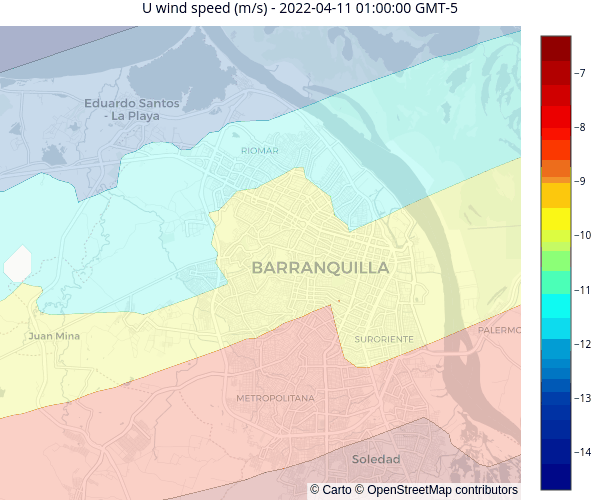 U wind speed (m/s) - 2022-04-11 01:00:00 GMT-5
Eduardo Santos
- La Playa
RIOMAR
BARRANQUILLA
Juan Mina
SURORIENTE
PALERMO
METROPOLITANA
Soledad
© Carto © OpenStreetMap contributors
−7
−8
−9
−10
−11
−12
−13
−14